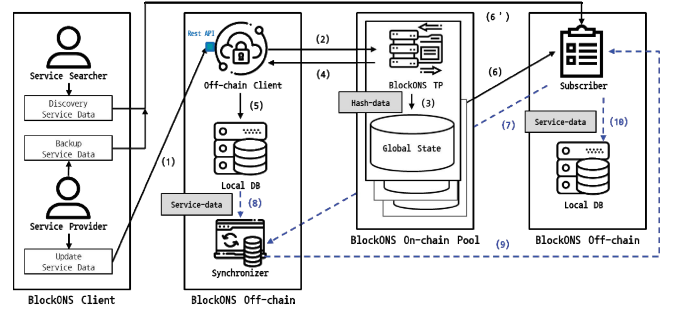 Service Searcher
Discovery
Service Data
Backup
Service Data
Service Provider
Update
Service Data
BlockONS Client
(1)
Rest API
Off-chain Client
(5)
Local DB
Service-data
(8)
Synchronizer
BlockONS Off-chain
(2)
(4)
BlockONS TP
Hash-data
(3)
Global State
BlockONS On-chain Pool
(6')
(6)
(7)
(9)
Subscriber
Service-data
(10)
Local DB
BlockONS Off-chain